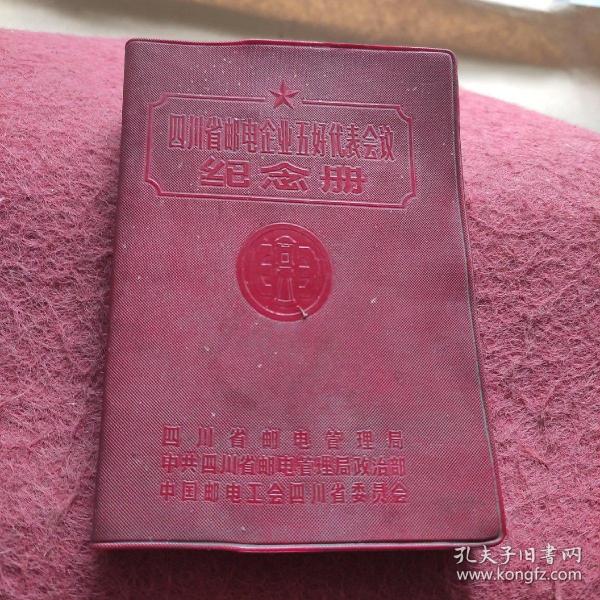 四川省邮电企业五好代表会议
纪念册
四川省邮电管理局
中共四川省邮电管理局政治部
中国邮电工会四川省委员会
孔夫子旧书网
www.kongfz.com